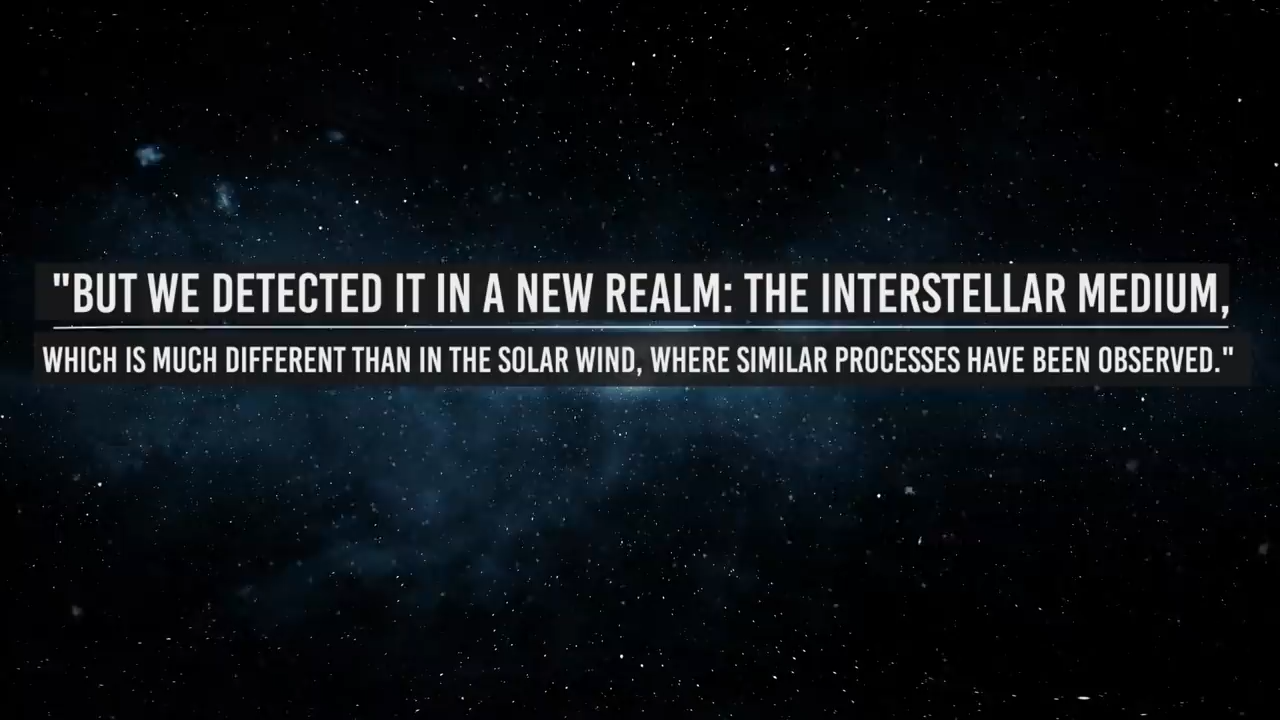 "BUT WE DETECTED IT IN A NEW REALM: THE INTERSTELLAR MEDIUM,
WHICH IS MUCH DIFFERENT THAN IN THE SOLAR WIND, WHERE SIMILAR PROCESSES HAVE BEEN OBSERVED."